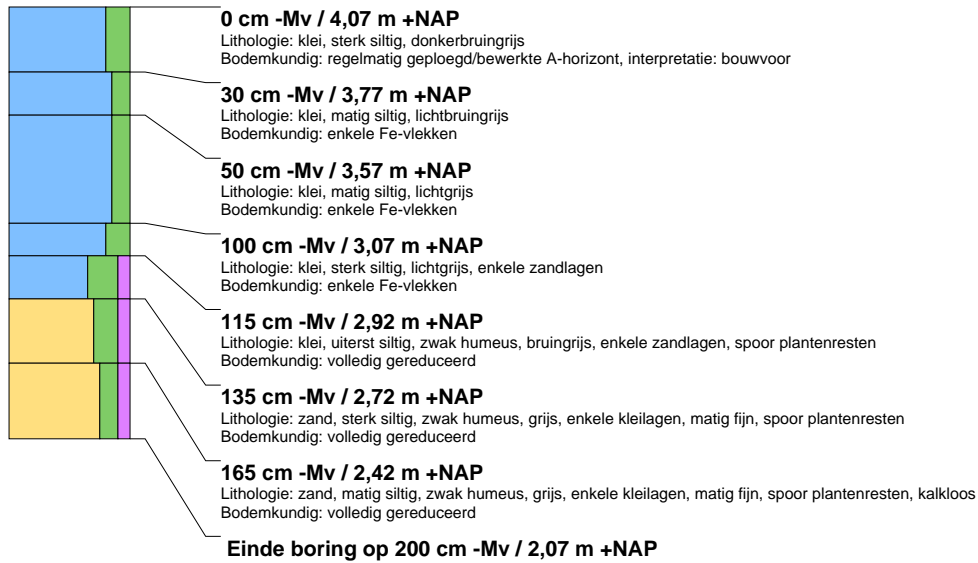 0 cm -Mv / 4,07 m +NAP
Lithologie: klei, sterk siltig, donkerbruingrijs
Bodemkundig: regelmatig geploegd/bewerkte A-horizont, interpretatie: bouwvoor
30 cm -Mv / 3,77 m +NAP
Lithologie: klei, matig siltig, lichtbruingrijs
Bodemkundig: enkele Fe-vlekken
50 cm -Mv / 3,57 m +NAP
Lithologie: klei, matig siltig, lichtgrijs
Bodemkundig: enkele Fe-vlekken
100 cm -Mv / 3,07 m +NAP
Lithologie: klei, sterk siltig, lichtgrijs, enkele zandlagen
Bodemkundig: enkele Fe-vlekken
115 cm -Mv / 2,92 m +NAP
Lithologie: klei, uiterst siltig, zwak humeus, bruingrijs, enkele zandlagen, spoor plantenresten
Bodemkundig: volledig gereduceerd
135 cm -Mv / 2,72 m +NAP
Lithologie: zand, sterk siltig, zwak humeus, grijs, enkele kleilagen, matig fijn, spoor plantenresten
Bodemkundig: volledig gereduceerd
165 cm -Mv / 2,42 m +NAP
Lithologie: zand, matig siltig, zwak humeus, grijs, enkele kleilagen, matig fijn, spoor plantenresten, kalkloos
Bodemkundig: volledig gereduceerd
Einde boring op 200 cm -Mv / 2,07 m +NAP